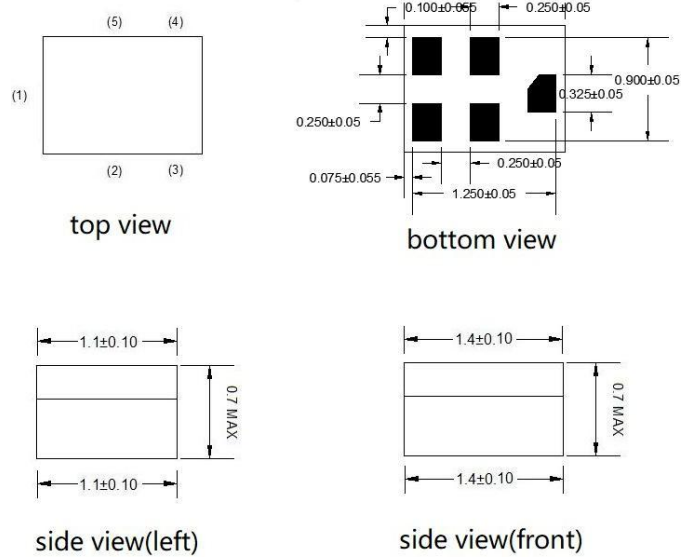 (5) (4)
(1)
(2) (3)
top view
0.100±0.055 0.250±0.05
0.900±0.05
0.325±0.05
0.250±0.05
0.250±0.05
0.075±0.055
1.250±0.05
bottom view
1.1±0.10
0.7 MAX
1.1±0.10
side view(left)
1.4±0.10
0.7 MAX
1.4±0.10
side view(front)